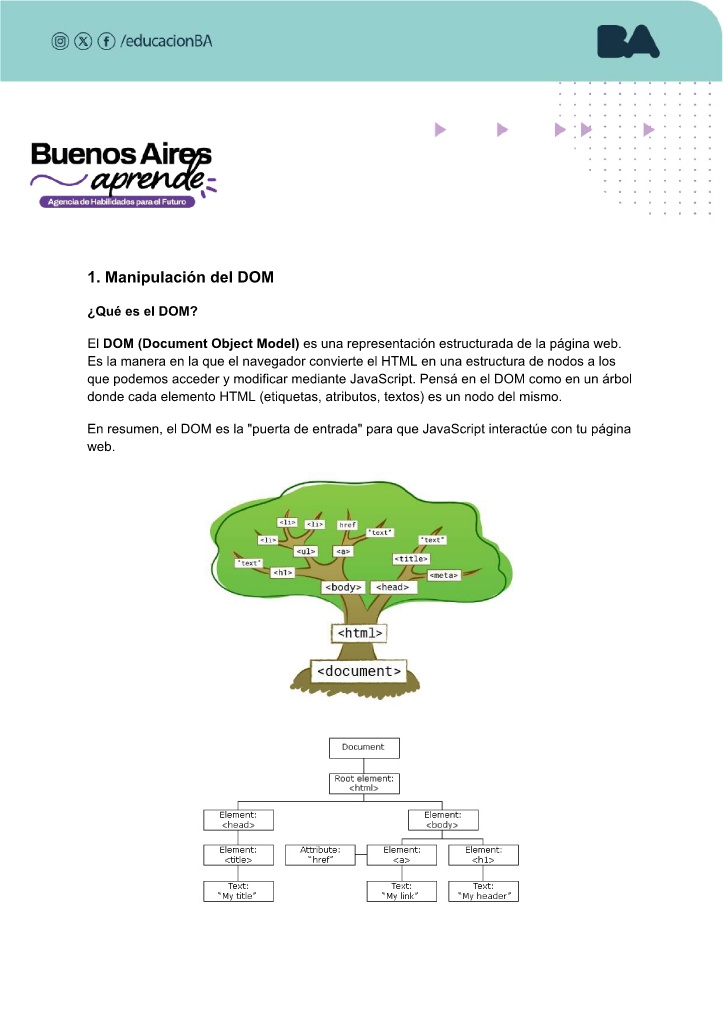 /educacionBA
BA
Buenos Aires
aprende
Agencia de Habilidades para el Futuro
1. Manipulación del DOM
¿Qué es el DOM?
El DOM (Document Object Model) es una representación estructurada de la página web.
Es la manera en la que el navegador convierte el HTML en una estructura de nodos a los
que podemos acceder y modificar mediante JavaScript. Pensá en el DOM como en un árbol
donde cada elemento HTML (etiquetas, atributos, textos) es un nodo del mismo.
En resumen, el DOM es la "puerta de entrada" para que JavaScript interactúe con tu página
web.
<li> <li> href "text"
<li> "text"
<ul> <a>
"text" <title>
<h1> <meta>
<body> <head>
<html>
<document>
Document
Root element:
<html>
Element:
<head>
Element:
<body>
Element:
<title>
Attribute:
"href"
Element:
<a>
Element:
<h1>
Text:
"My title"
Text:
"My link"
Text:
"My header"